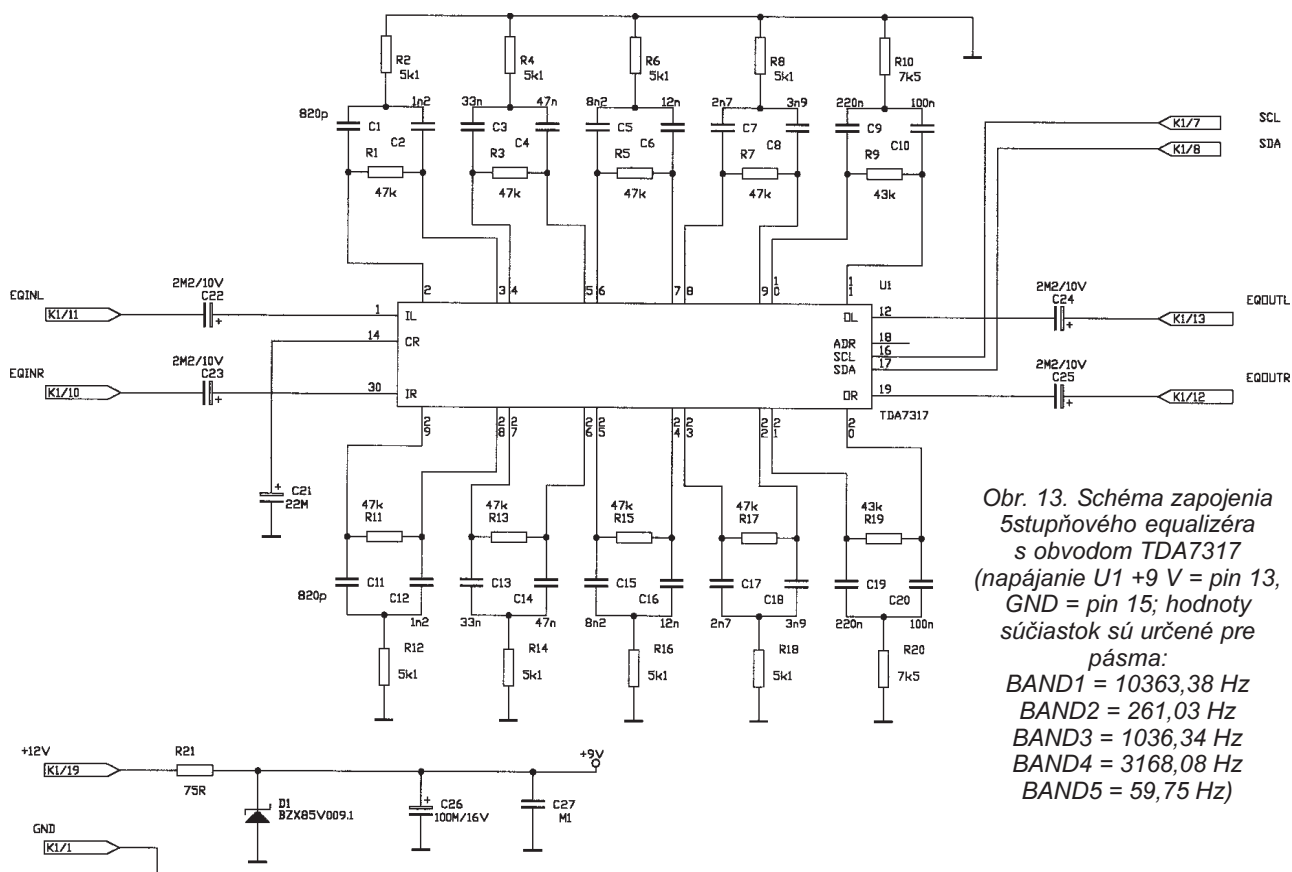 R2 R4 R6 R8 R10
5k1 5k1 5k1 5k1 7k5
820p 1n2 33n 47n 8n2 12n 2n7 3n9 220n 100n
C1 C2 C3 C4 C5 C6 C7 C8 C9 C10
R1 R3 R5 R7 R9
47k 47k 47k 47k 43k
K1/7 SCL
K1/8 SDA
2 3 4 5 6 7 8 9 10 11 U1
EQINL K1/11 2M2/10V C22 + 1 IL
14 CR
EQINR K1/10 2M2/10V C23 + 30 IR
OL 12 2M2/10V C24 + K1/13 EQOUTL
ADR 18
SCL 16
SDA 17
OR 19 2M2/10V C25 + K1/12 EQOUTR
TDA7317
29 28 27 26 25 24 23 22 21 20
+ C21
22M
47k 47k 47k 47k 43k
R11 R13 R15 R17 R19
C11 C12 C13 C14 C15 C16 C17 C18 C19 C20
820p 1n2 33n 47n 8n2 12n 2n7 3n9 220n 100n
R12 R14 R16 R18 R20
5k1 5k1 5k1 5k1 7k5
+12V K1/19 R21 75R +9V
D1
BZX85V009.1
+ C26
100M/16V
C27
M1
GND
K1/1
Obr. 13. Schéma zapojenia
5stupňového equalizéra
s obvodom TDA7317
(napájanie U1 +9 V = pin 13,
GND = pin 15; hodnoty
súčiastok sú určené pre
pásma:
BAND1 = 10363,38 Hz
BAND2 = 261,03 Hz
BAND3 = 1036,34 Hz
BAND4 = 3168,08 Hz
BAND5 = 59,75 Hz)